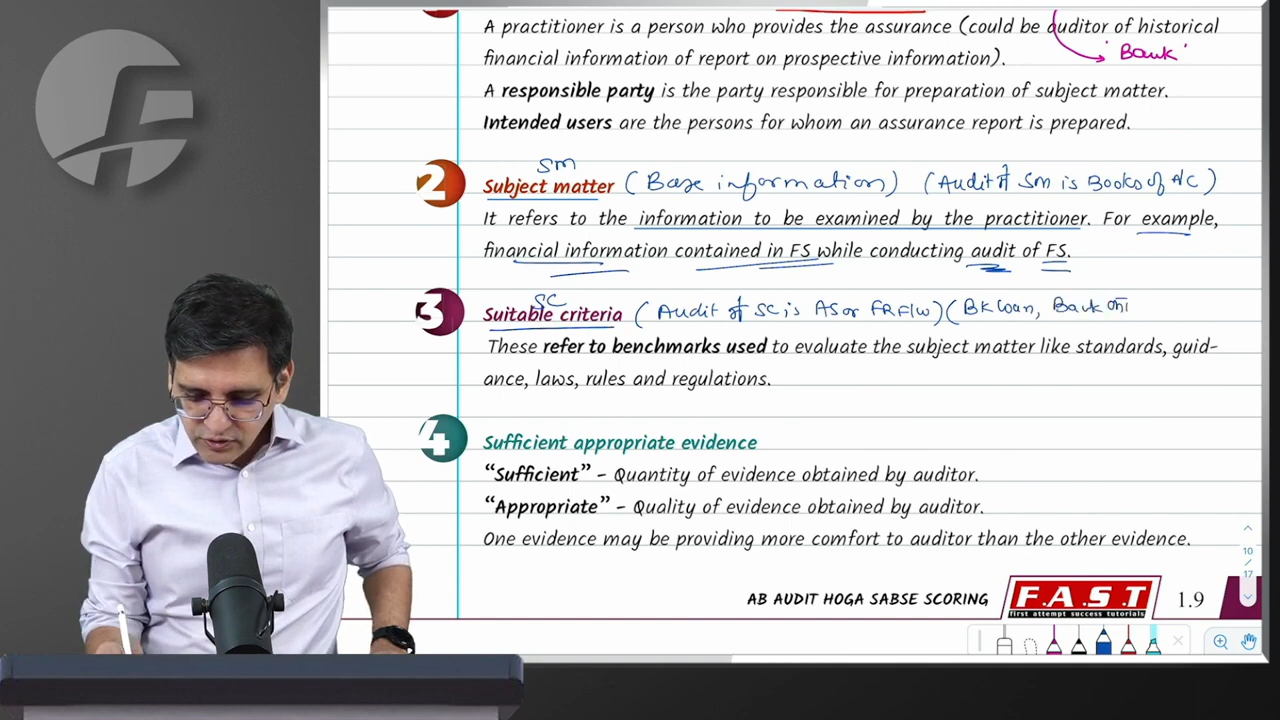 A practitioner is a person who provides the assurance (could be auditor of historical
financial information of report on prospective information).
"Bank"
A responsible party is the party responsible for preparation of subject matter.
Intended users are the persons for whom an assurance report is prepared.
SM
2 Subject matter (Base information) (Audit of SM is Books of A/C)
It refers to the information to be examined by the practitioner. For example,
financial information contained in FS while conducting audit of FS.
SC
3 Suitable criteria (Audit of SC is AS or FRF/W) (BK loan, Bank
These refer to benchmarks used to evaluate the subject matter like standards, guid-
ance, laws, rules and regulations.
4 Sufficient appropriate evidence
“Sufficient” - Quantity of evidence obtained by auditor.
“Appropriate” - Quality of evidence obtained by auditor.
One evidence may be providing more comfort to auditor than the other evidence.
AB AUDIT HOGA SABSE SCORING
F.A.S.T
first attempt success tutorials
1.9
10
/
17